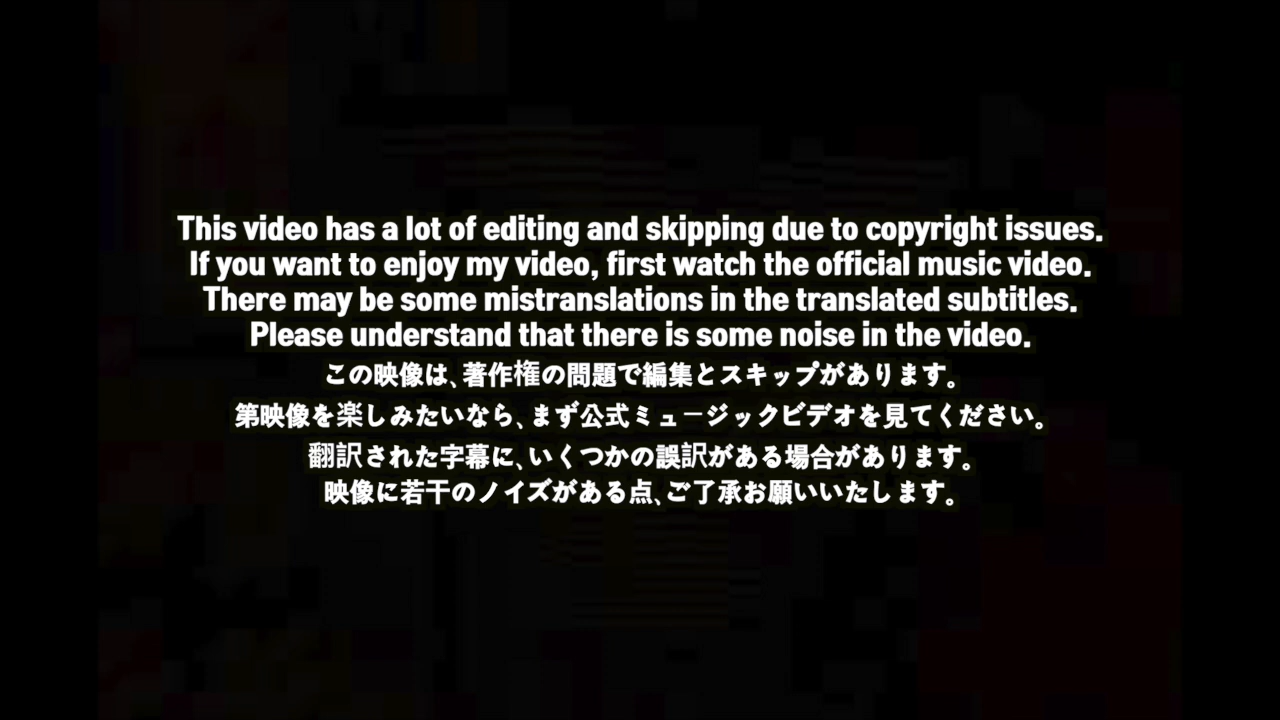 This video has a lot of editing and skipping due to copyright issues.
If you want to enjoy my video, first watch the official music video.
There may be some mistranslations in the translated subtitles.
Please understand that there is some noise in the video.
この映像は、著作権の問題で編集とスキップがあります。
第映像を楽しみたいなら、まず公式ミュージックビデオを見てください。
翻訳された字幕に、いくつかの誤訳がある場合があります。
映像に若干のノイズがある点、ご了承お願いいたします。